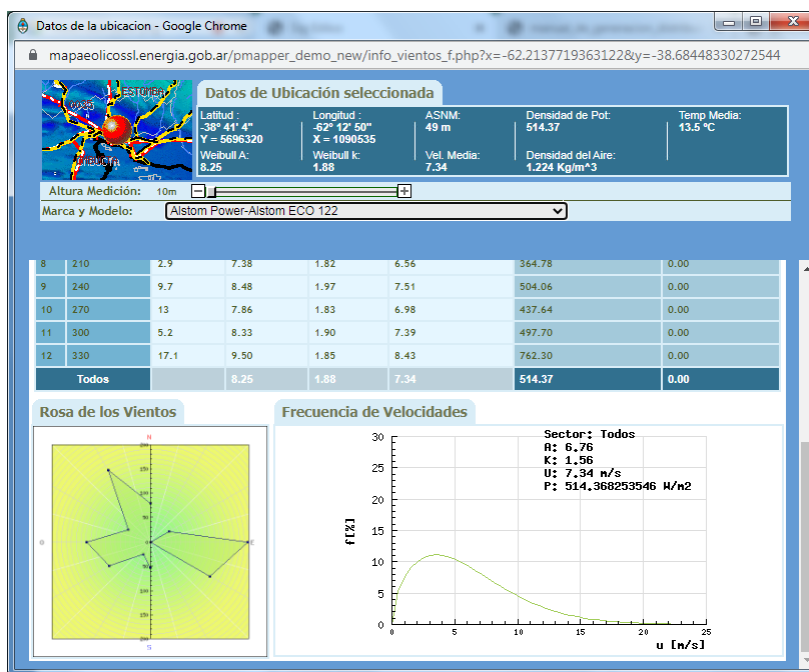 Datos de la ubicacion - Google Chrome
mapaeolicossl.energia.gob.ar/pmapper_demo_new/info_vientos_f.php?x=-62.21377193631228&y=-38.68448330272544
Datos de Ubicación seleccionada
Latitud : Longitud : ASNM: Densidad de Pot: Temp Media:
-38° 41' 4" -62° 12' 50" 49 m 514.37 13.5 ºC
Y = 5696320 X = 1090535
Weibull A: Weibull k: Vel. Media: Densidad del Aire:
8.25 1.88 7.34 1.224 Kg/m^3
ESTOMBA
Altura Medición: 10m
Marca y Modelo: Alstom Power-Alstom ECO 122
8 210 2.9 7.38 1.82 6.56 364.78 0.00
9 240 9.7 8.48 1.97 7.51 504.06 0.00
10 270 13 7.86 1.83 6.98 437.64 0.00
11 300 5.2 8.33 1.90 7.39 497.70 0.00
12 330 17.1 9.50 1.85 8.43 762.30 0.00
Todos 8.25 1.88 7.34 514.37 0.00
Rosa de los Vientos
N
S
Frecuencia de Velocidades
Sector: Todos
A: 6.76
K: 1.56
U: 7.34 m/s
P: 514.368253546 W/m2
f[%]
30
25
20
15
10
5
0
0 5 10 15 20 25
u [m/s]